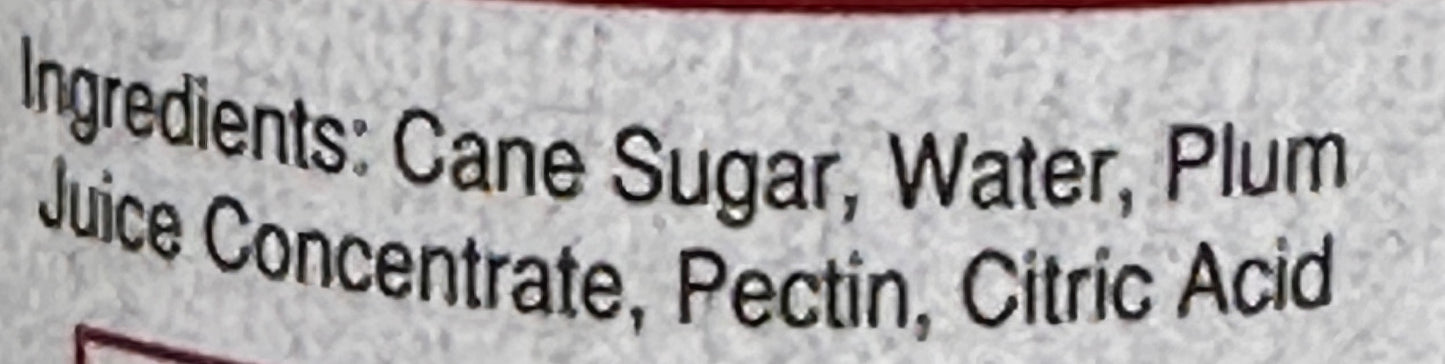 Ingredients: Cane Sugar, Water, Plum
Juice Concentrate, Pectin, Citric Acid